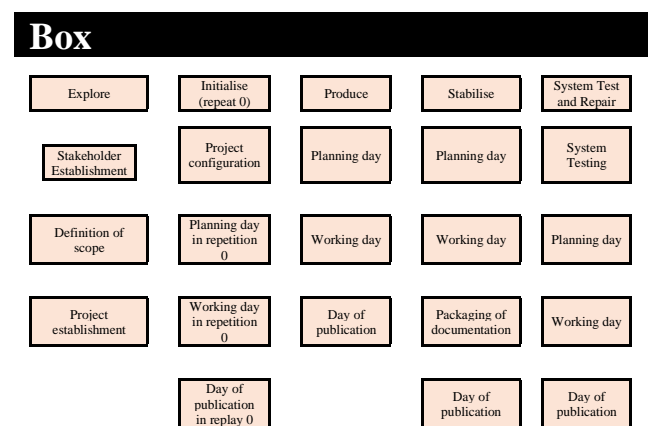 Box
Explore
Initialise
(repeat 0)
Produce
Stabilise
System Test
and Repair
Stakeholder
Establishment
Project
configuration
Planning day
Planning day
System
Testing
Definition of
scope
Planning day
in repetition
0
Working day
Working day
Planning day
Project
establishment
Working day
in repetition
0
Day of
publication
Packaging of
documentation
Working day
Day of
publication
in replay 0
Day of
publication
Day of
publication